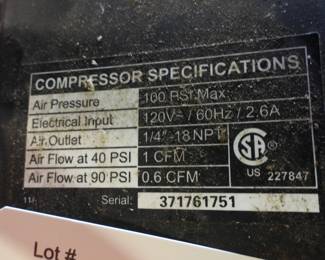 COMPRESSOR SPECIFICATIONS
Air Pressure 100 PSI Max
Electrical Input 120V~ / 60Hz / 2.6A
Air Outlet 1/4" -18 NPT
Air Flow at 40 PSI 1 CFM
Air Flow at 90 PSI 0.6 CFM
SA ®
US 227847
Serial: 371761751
Lot #